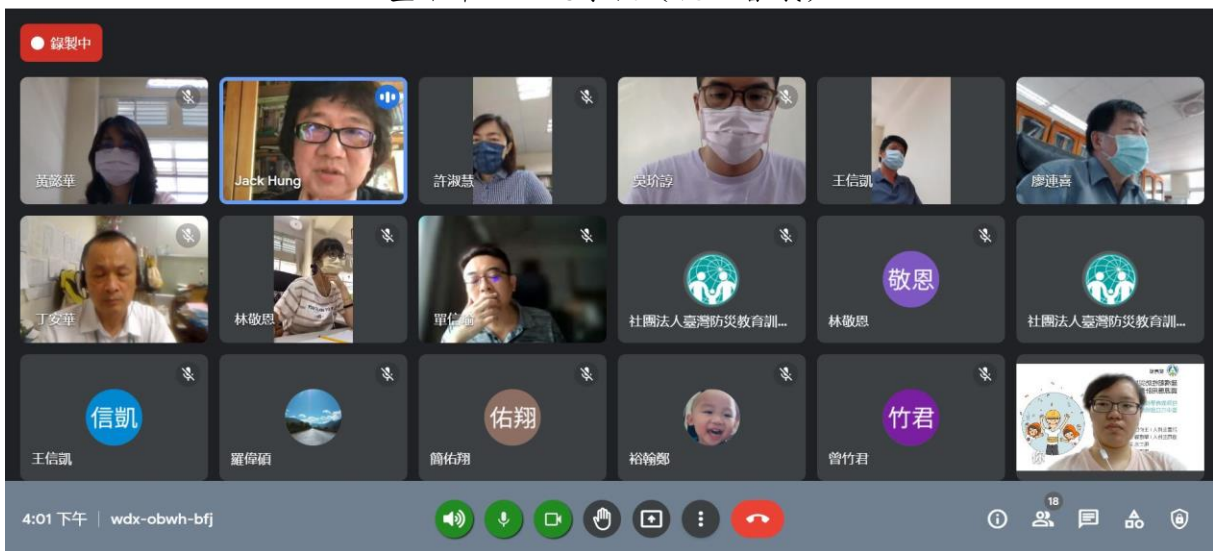 錄製中
黃懿華
Jack Hung
許淑慧
吳玠諄
王信凱
廖連喜
丁安華
林敬恩
單信瑜
社團法人臺灣防災教育訓...
敬恩
林敬恩
社團法人臺灣防災教育訓...
信凱
王信凱
羅偉碩
佑翔
簡佑翔
裕翰鄭
竹君
曾竹君
4:01 下午 | wdx-obwh-bfj
18